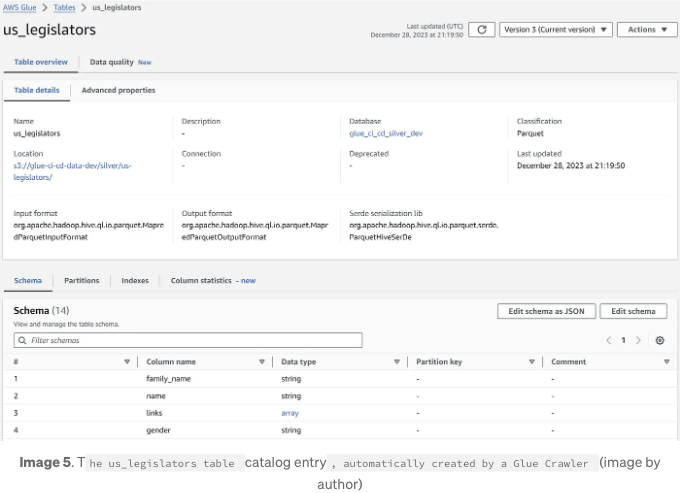 AWS Glue > Tables > us_legislators
us_legislators
Last updated (UTC)
December 28, 2023 at 21:19:50
Version 3 (Current version)
Actions
Table overview
Data quality New
Table details
Advanced properties
Name
us_legislators
Description
-
Database
glue_ci_cd_silver_dev
Classification
Parquet
Location
s3://glue-ci-cd-data-dev/silver/us-
legislators/
Connection
-
Deprecated
-
Last updated
December 28, 2023 at 21:19:50
Input format
org.apache.hadoop.hive.ql.io.parquet.Mapre
dParquetInputFormat
Output format
org.apache.hadoop.hive.ql.io.parquet.Mapr
edParquetOutputFormat
Serde serialization lib
org.apache.hadoop.hive.ql.io.parquet.serde.
ParquetHiveSerDe
Schema Partitions Indexes Column statistics - new
Schema (14)
View and manage the table schema.
Edit schema as JSON
Edit schema
Filter schemas
< 1 >
# Column name Data type Partition key Comment
1 family_name string - -
2 name string - -
3 links array - -
4 gender string - -
Image 5. T he us_legislators table catalog entry , automatically created by a Glue Crawler (image by
author)